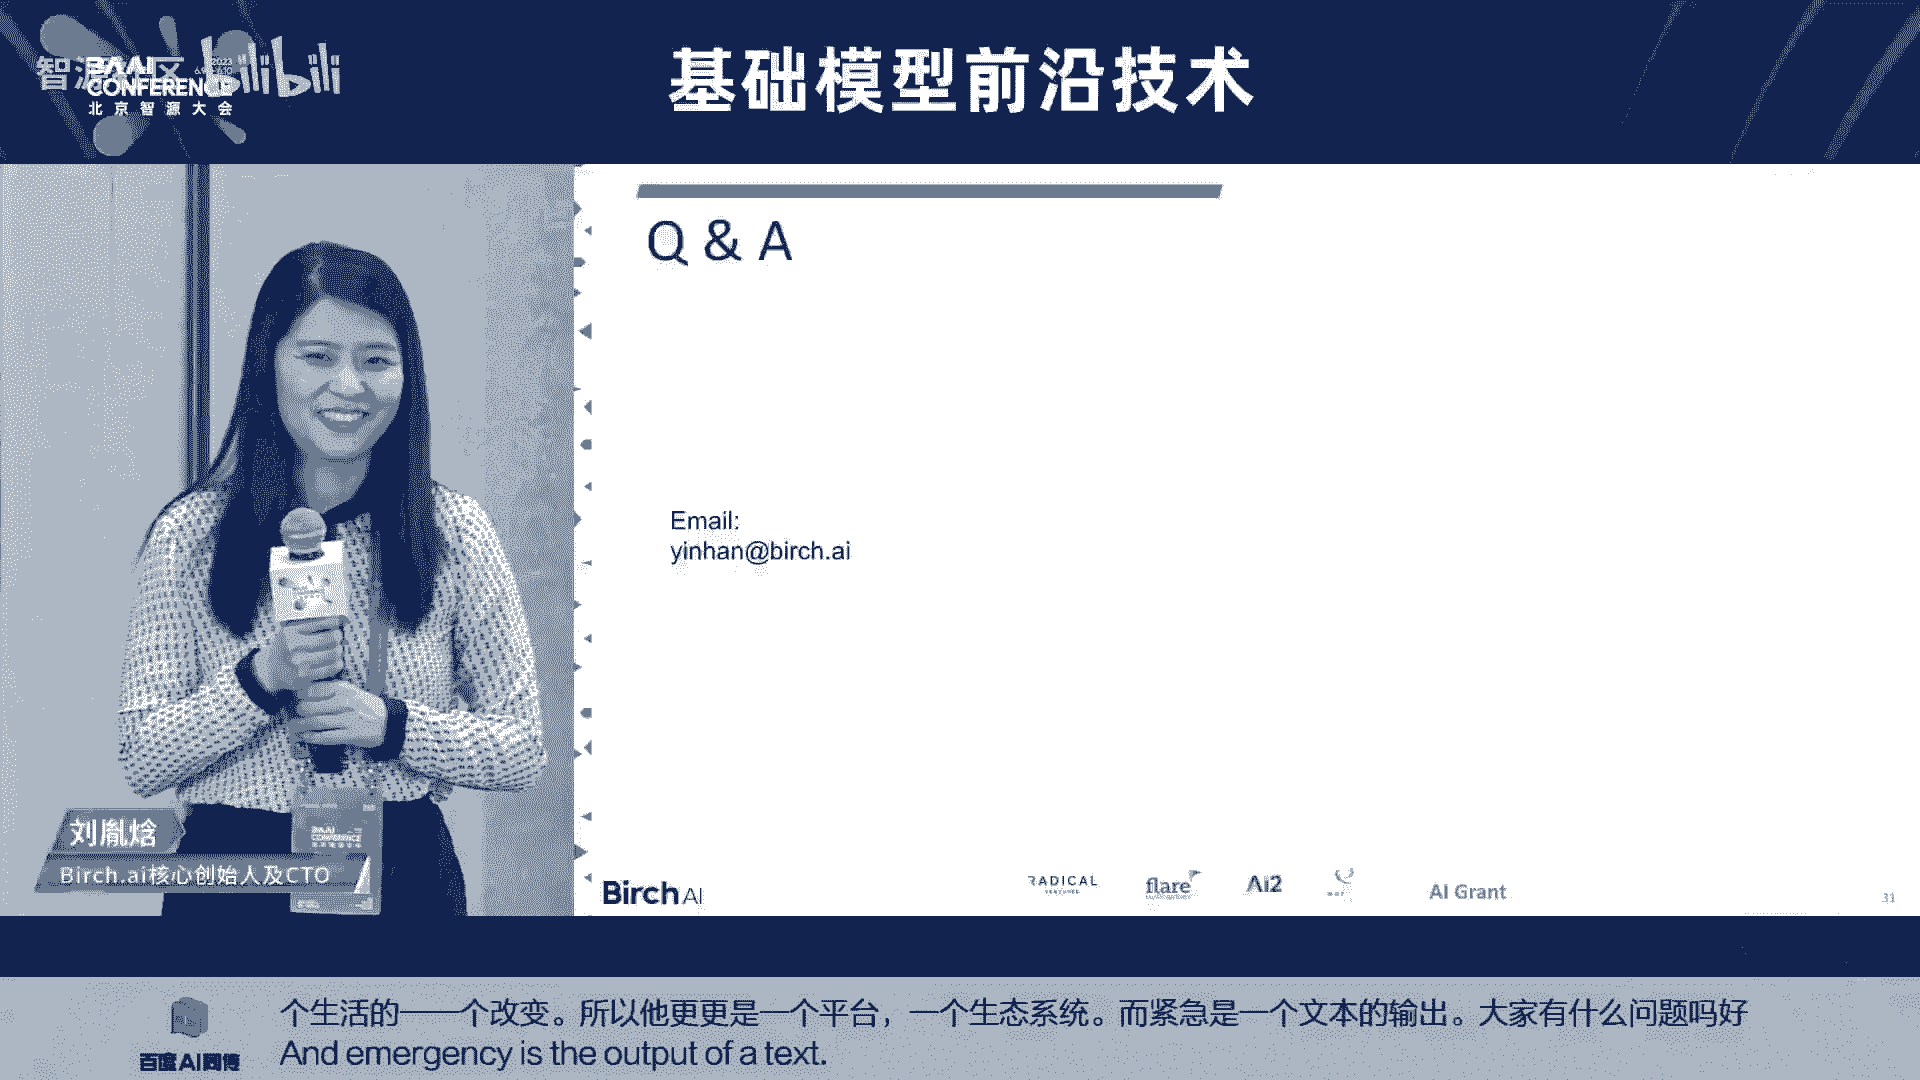 BAAI 2023
CONFERENCE
北京智源大会
bilibili
基础模型前沿技术
Q & A
Email:
yinhan@birch.ai
刘胤焓
Birch.ai核心创始人及CTO
Birch AI
RADICAL
flare
AI2
AI Grant
31
个生活的一一个改变。所以他更更是一个平台，一个生态系统。而紧急是一个文本的输出。大家有什么问题吗好
百度AI同传
And emergency is the output of a text.